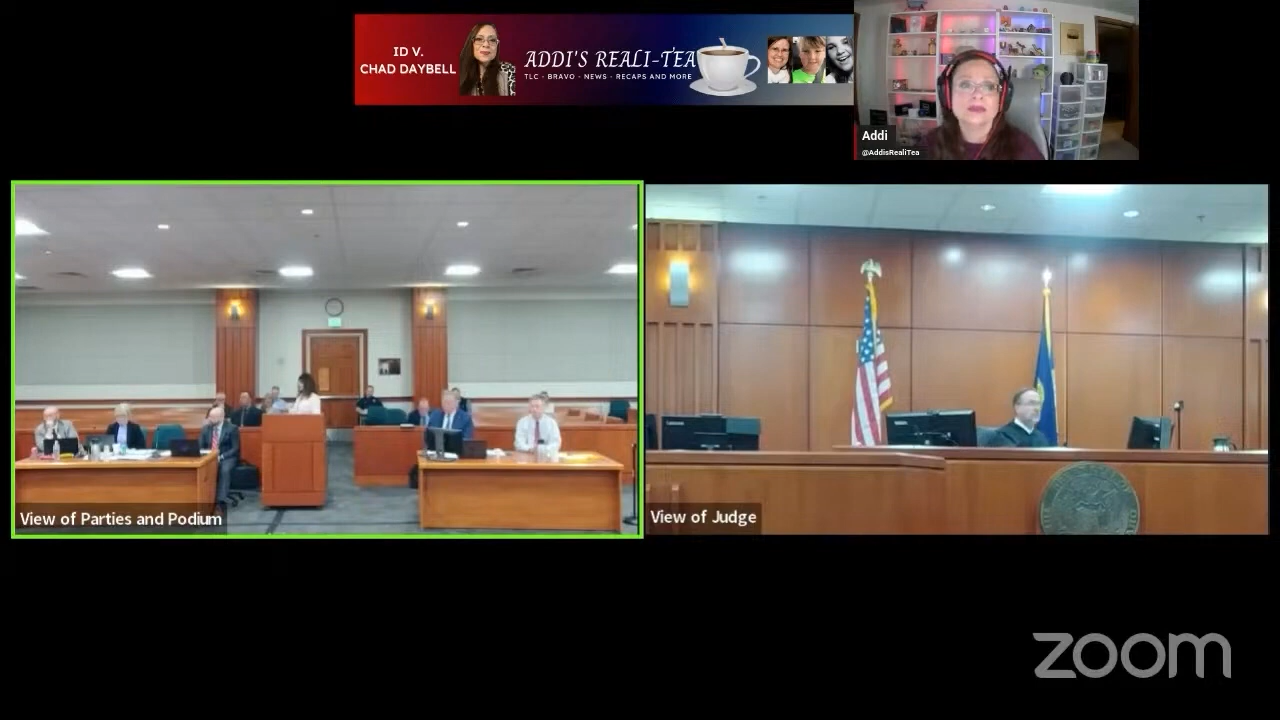 ID V.
CHAD DAYBELL
ADDI'S REALI-TEA
TLC - BRAVO - NEWS - RECAPS AND MORE
Addi
@AddisRealiTea
View of Parties and Podium
View of Judge
zoom